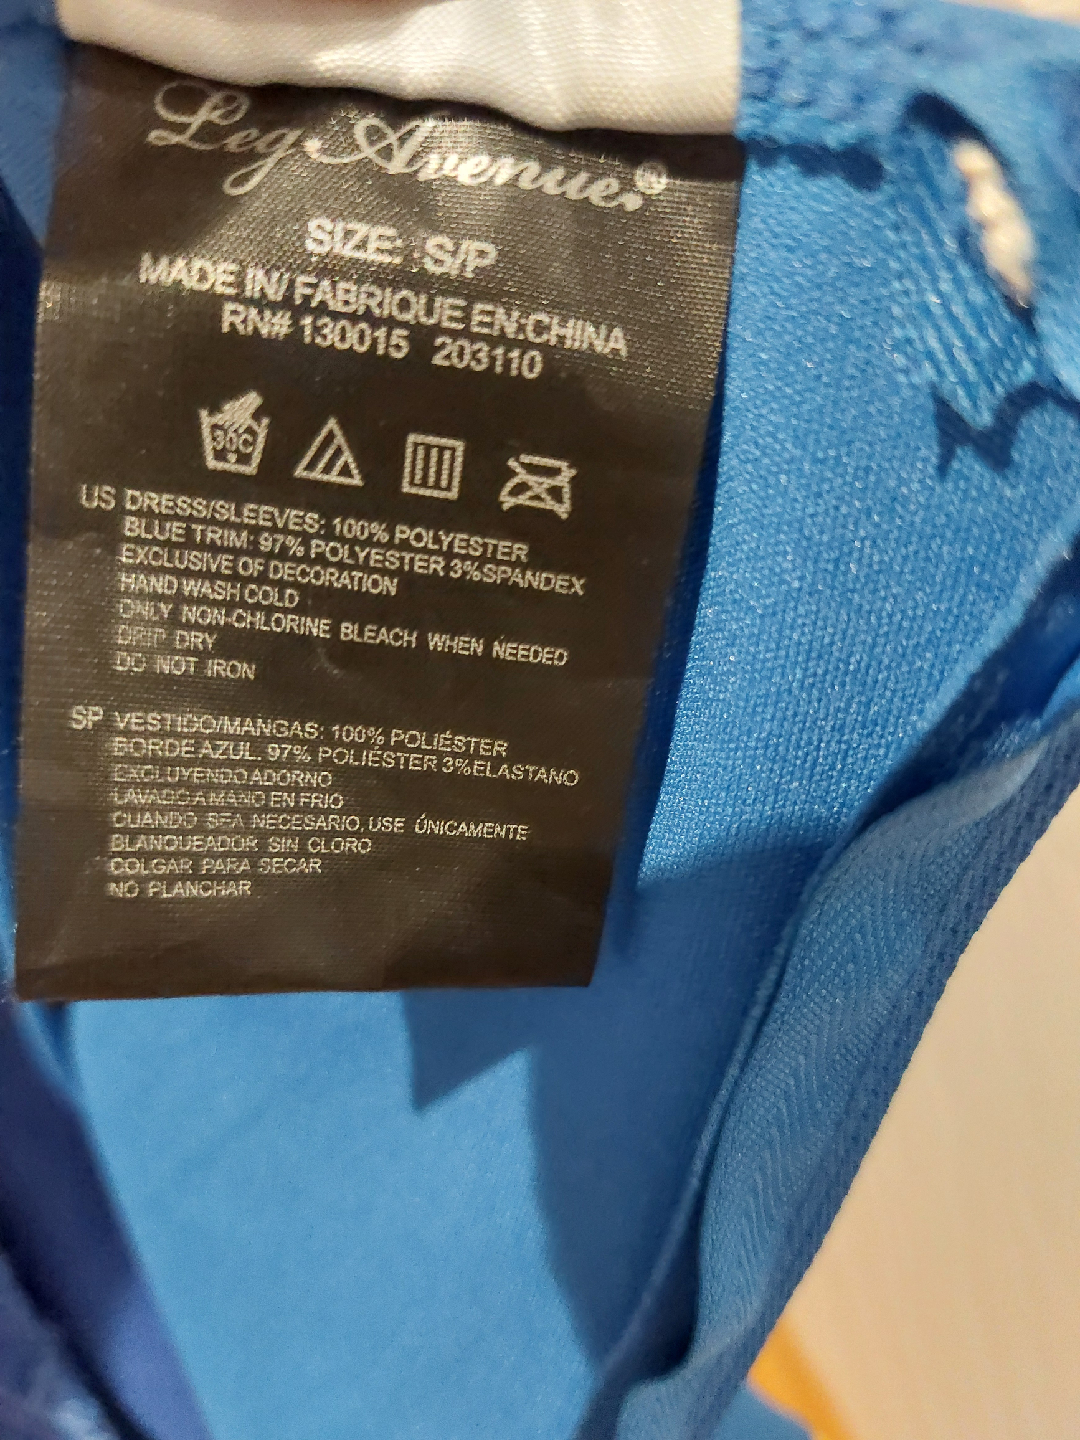 Leg Avenue®
SIZE: S/P
MADE IN/ FABRIQUE EN:CHINA
RN# 130015 203110
30C
US DRESS/SLEEVES: 100% POLYESTER
BLUE TRIM: 97% POLYESTER 3%SPANDEX
EXCLUSIVE OF DECORATION
HAND WASH COLD
ONLY NON-CHLORINE BLEACH WHEN NEEDED
DRIP DRY
DO NOT IRON
SP VESTIDO/MANGAS: 100% POLIÉSTER
BORDE AZUL. 97% POLIÉSTER 3%ELASTANO
EXCLUYENDO ADORNO
LAVADO A MANO EN FRIO
CUANDO SEA NECESARIO, USE ÚNICAMENTE
BLANQUEADOR SIN CLORO
COLGAR PARA SECAR
NO PLANCHAR